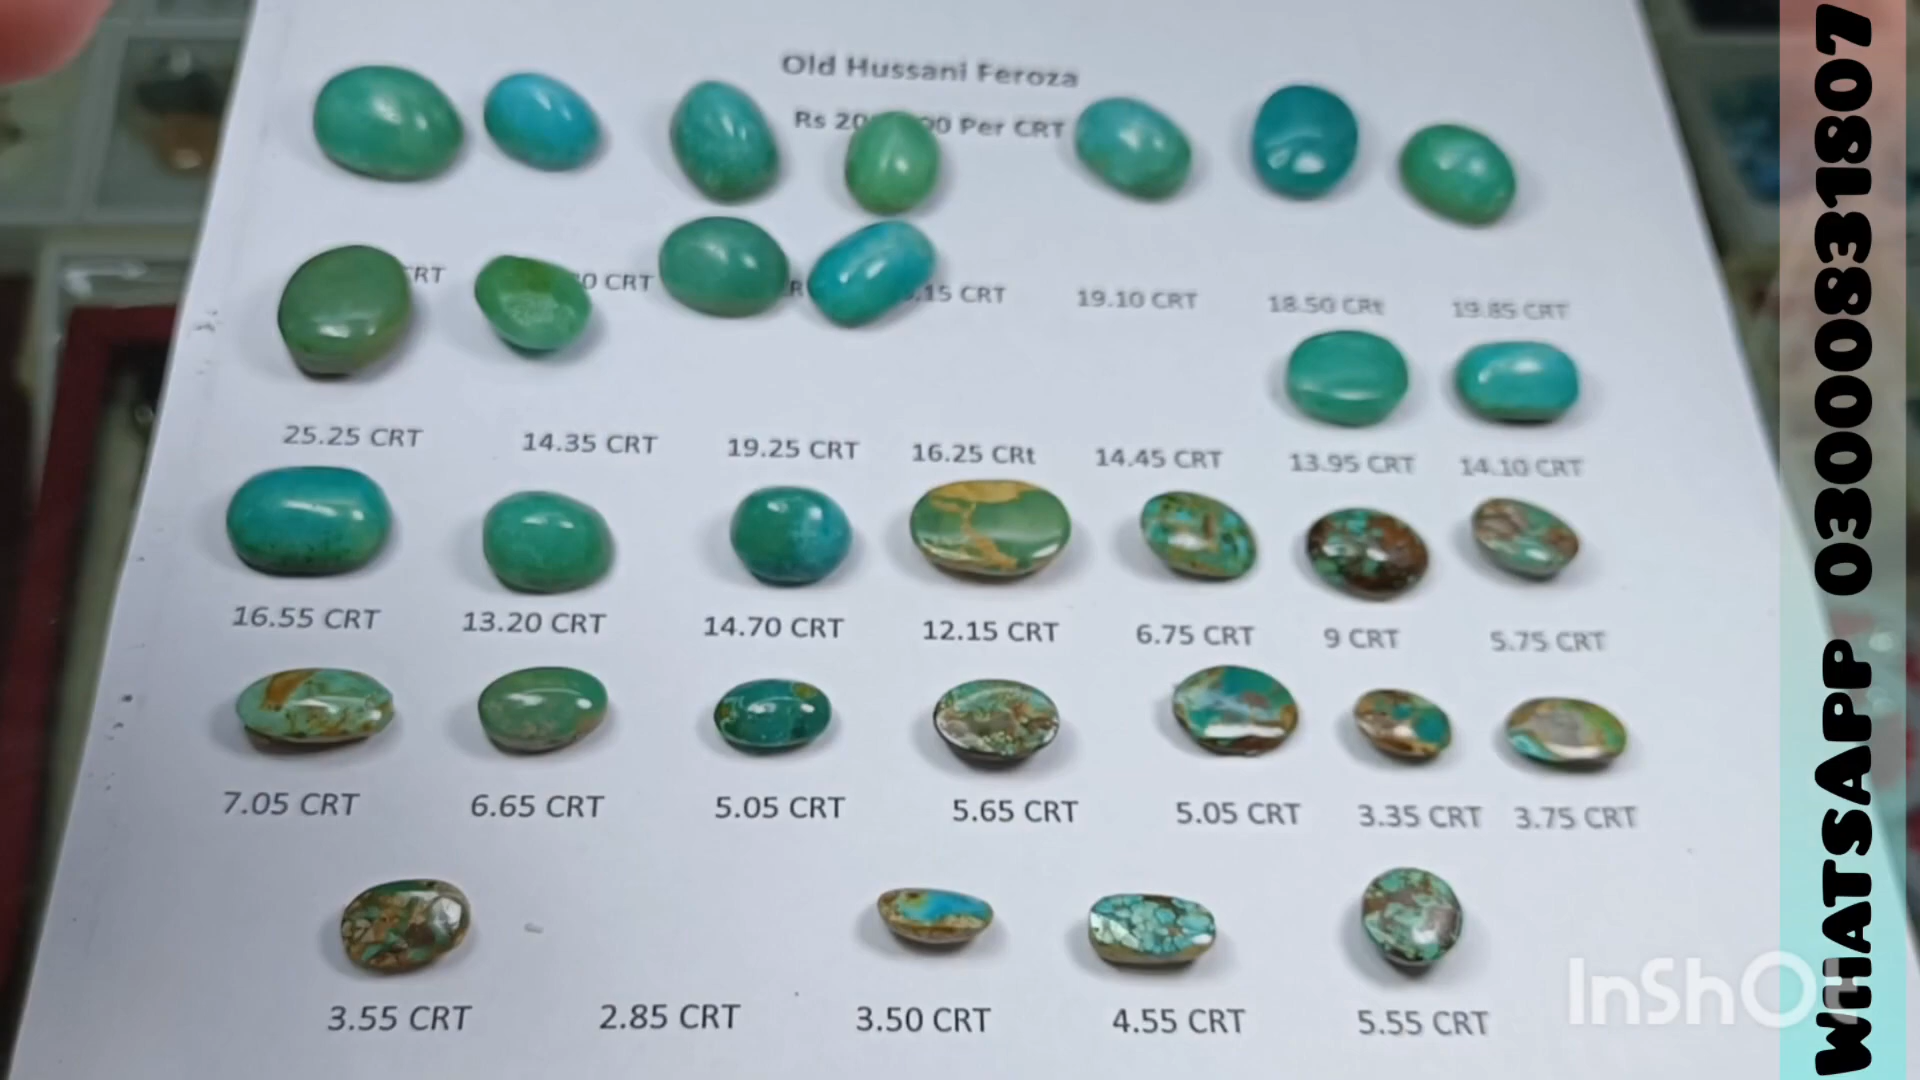 Old Hussani Feroza
Per CRT
CRT
CRT
CRT
19.10 CRT
18.50 CRt
19.85 CRT
25.25 CRT
14.35 CRT
19.25 CRT
16.25 CRt
14.45 CRT
13.95 CRT
14.10 CRT
16.55 CRT
13.20 CRT
14.70 CRT
12.15 CRT
6.75 CRT
9 CRT
5.75 CRT
7.05 CRT
6.65 CRT
5.05 CRT
5.65 CRT
5.05 CRT
3.35 CRT
3.75 CRT
3.55 CRT
2.85 CRT
3.50 CRT
4.55 CRT
5.55 CRT
WHATSAPP 03000831807